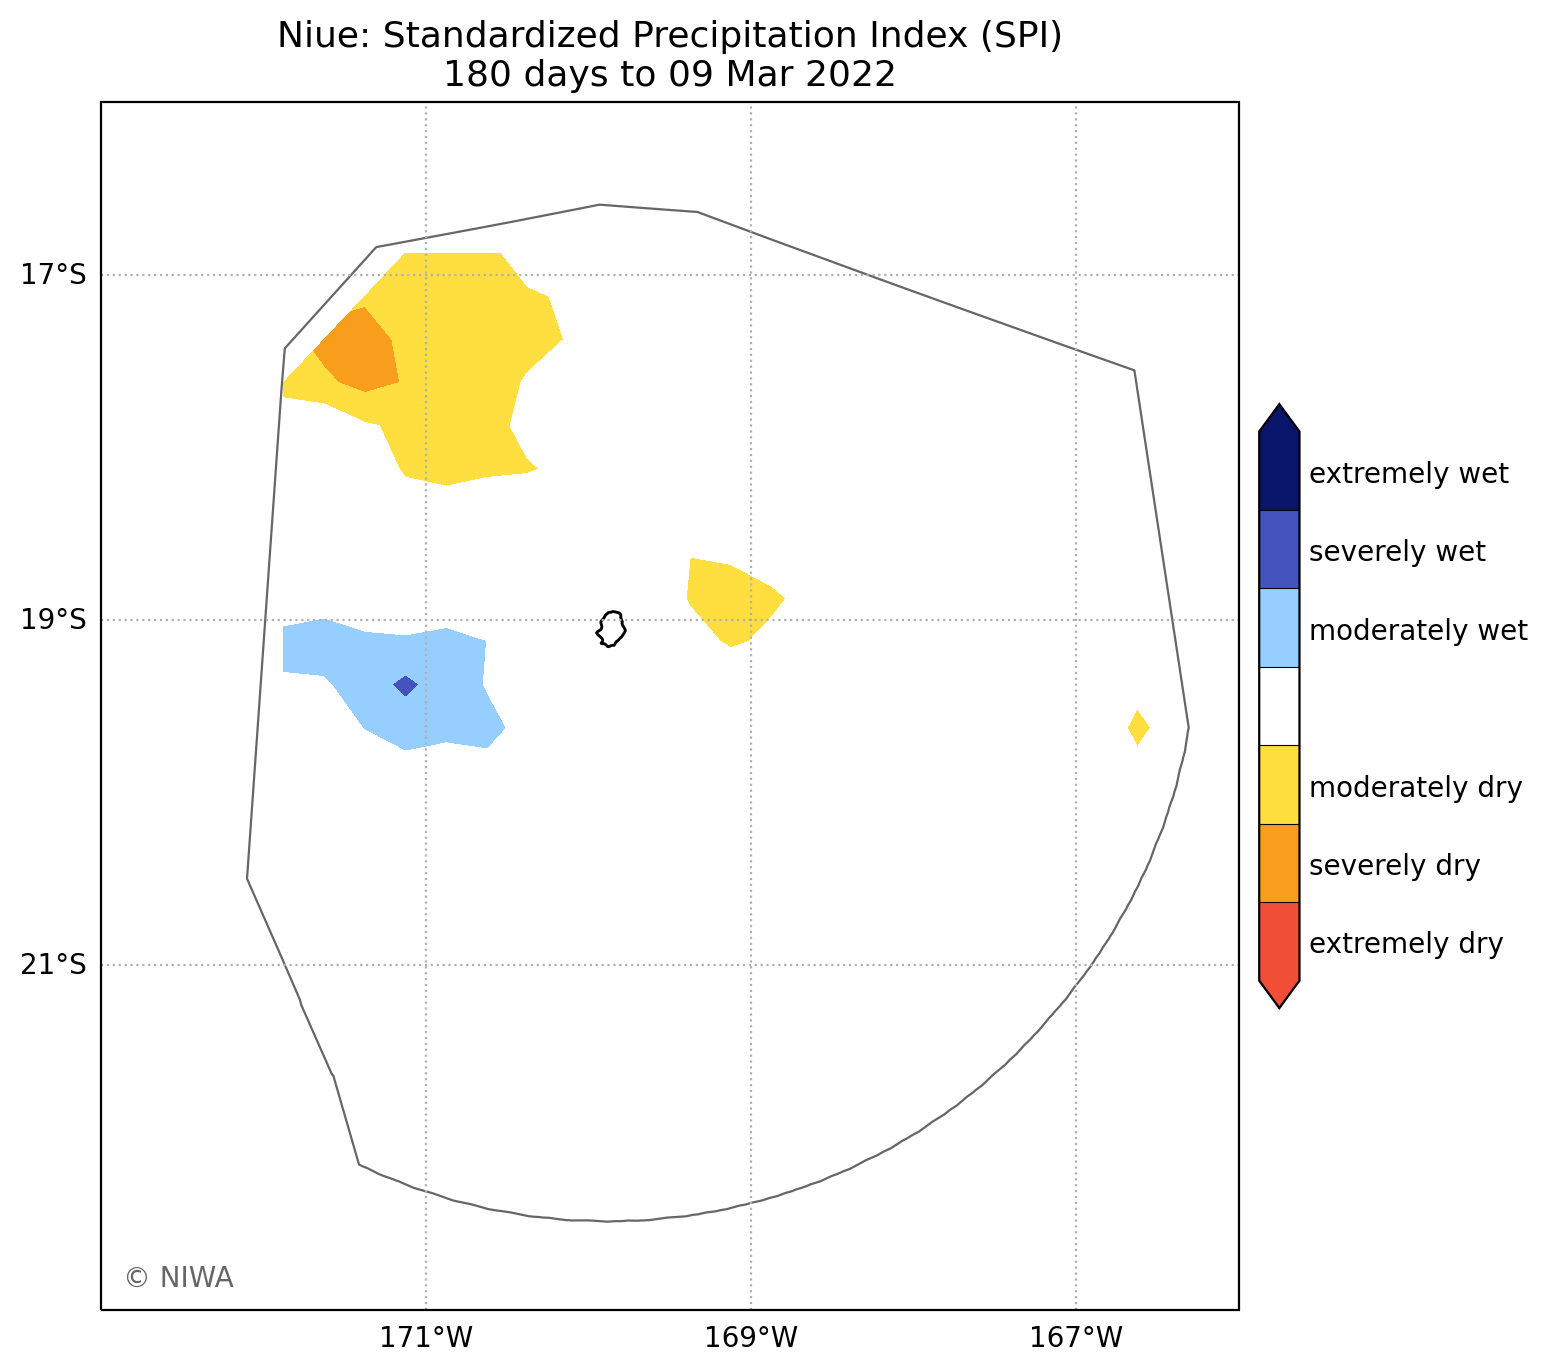 Niue: Standardized Precipitation Index (SPI)
180 days to 09 Mar 2022
17°S
19°S
21°S
171°W
169°W
167°W
extremely wet
severely wet
moderately wet
moderately dry
severely dry
extremely dry
© NIWA